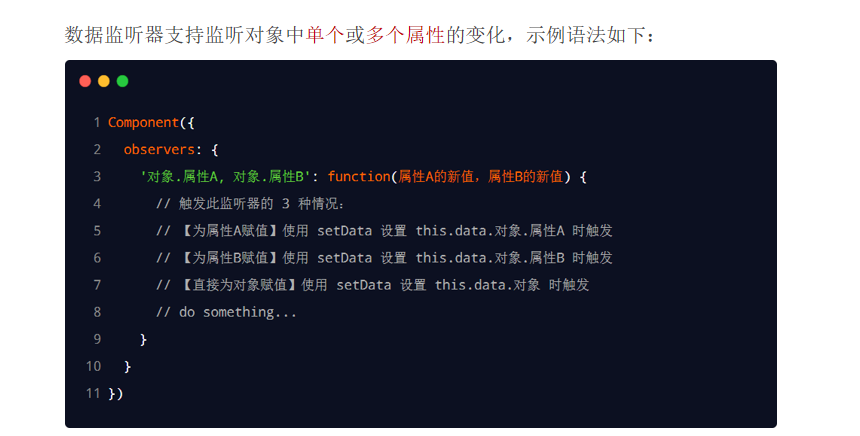 数据监听器支持监听对象中单个或多个属性的变化，示例语法如下：
1 Component({
2   observers: {
3     '对象.属性A, 对象.属性B': function(属性A的新值，属性B的新值) {
4       // 触发此监听器的 3 种情况：
5       // 【为属性A赋值】使用 setData 设置 this.data.对象.属性A 时触发
6       // 【为属性B赋值】使用 setData 设置 this.data.对象.属性B 时触发
7       // 【直接为对象赋值】使用 setData 设置 this.data.对象 时触发
8       // do something...
9     }
10   }
11 })